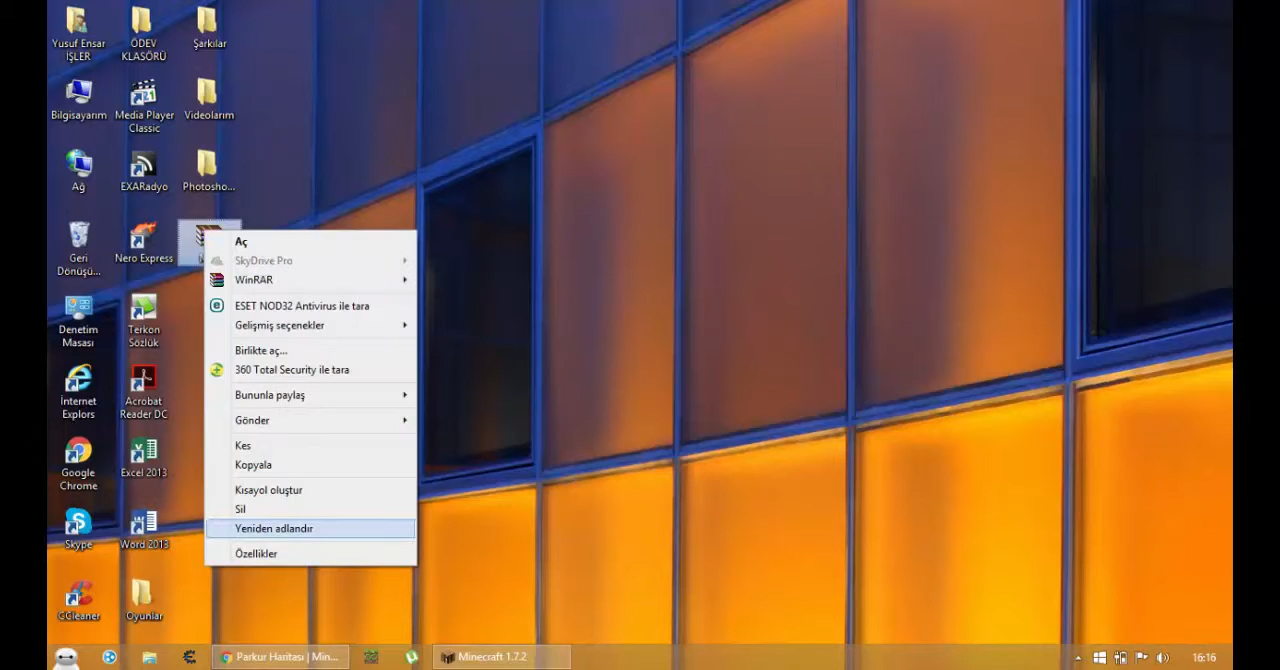 Yusuf Ensar
İŞLER
ÖDEV
KLASÖRÜ
Şarkılar
Bilgisayarım
Media Player
Classic
Videolarım
Ağ
EXARadyo
Photosho...
Geri
Dönüşü...
Nero Express
Denetim
Masası
Terkon
Sözlük
İnternet
Explors
Acrobat
Reader DC
Google
Chrome
Excel 2013
Skype
Word 2013
CCleaner
Oyunlar
Aç
SkyDrive Pro
WinRAR
ESET NOD32 Antivirus ile tara
Gelişmiş seçenekler
Birlikte aç...
360 Total Security ile tara
Bununla paylaş
Gönder
Kes
Kopyala
Kısayol oluştur
Sil
Yeniden adlandır
Özellikler
Parkur Haritası | Min...
Minecraft 1.7.2
16:16